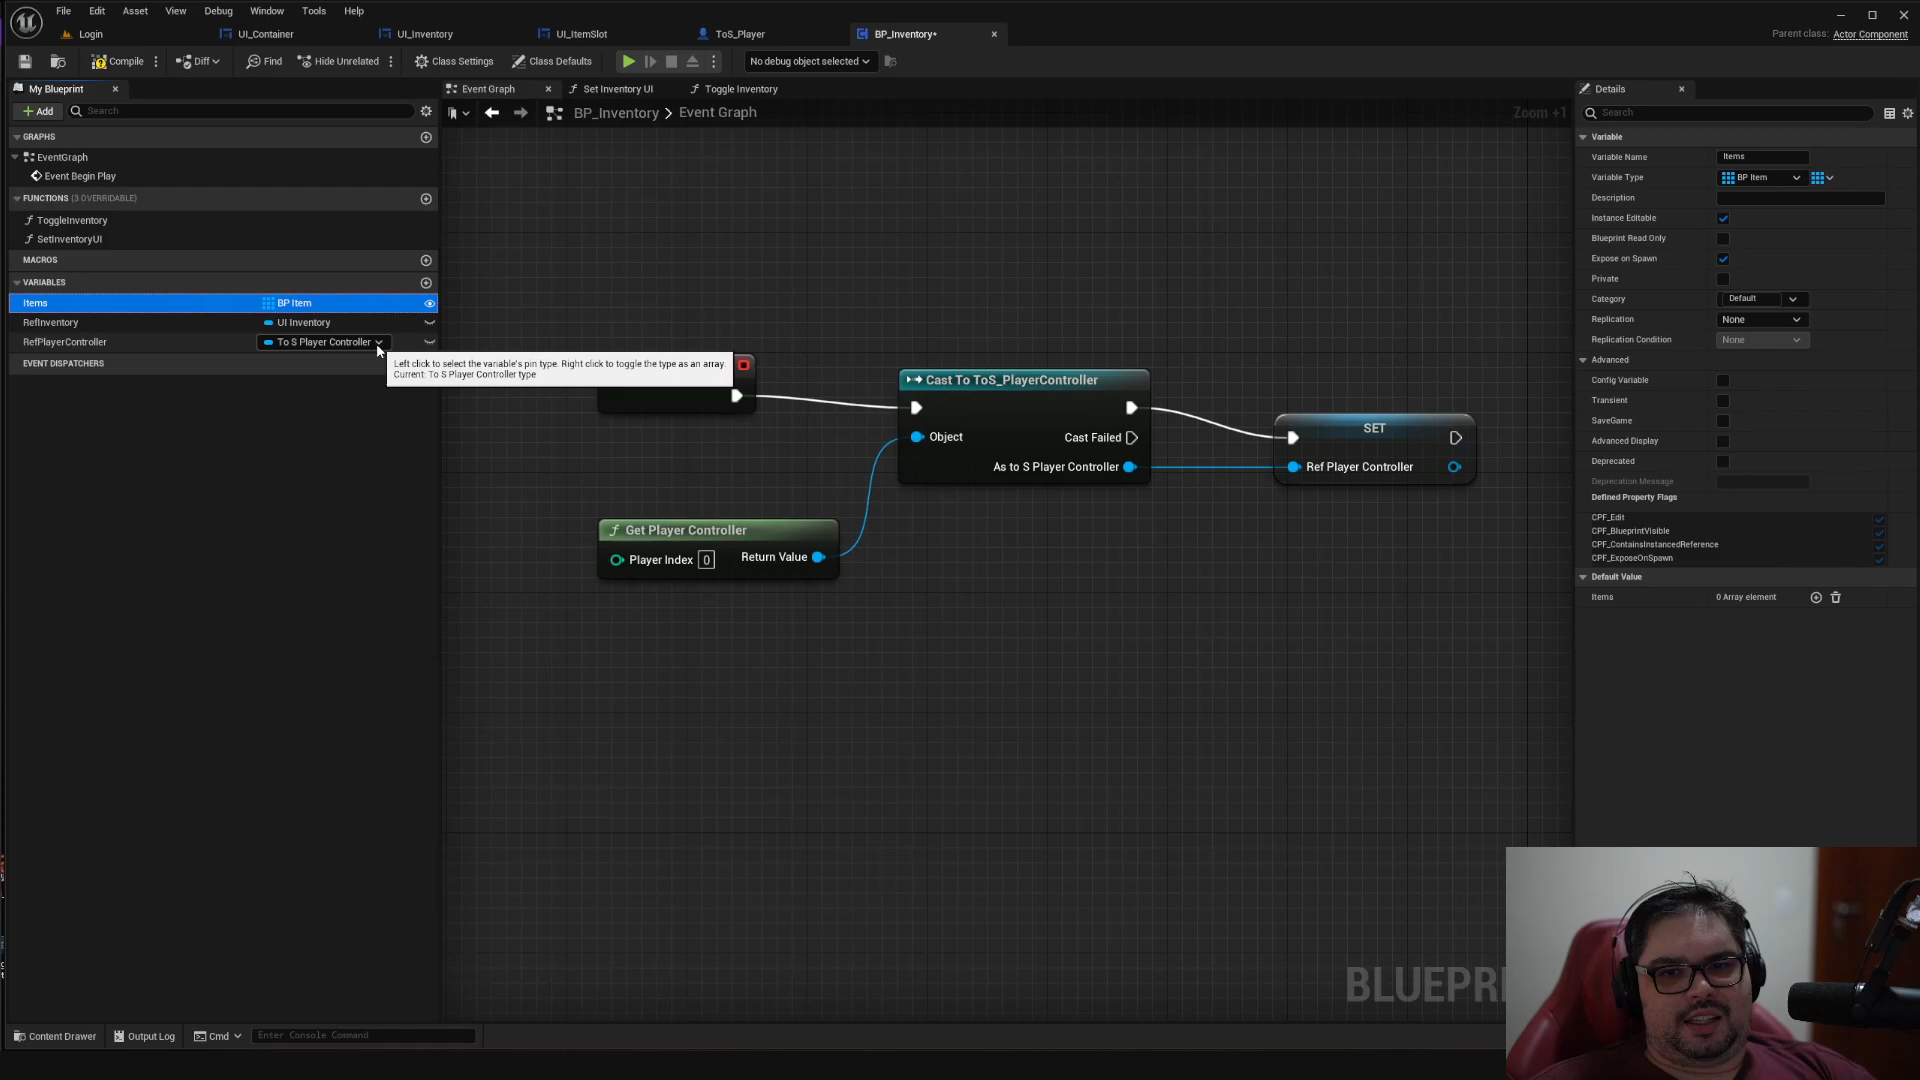 File Edit Asset View Debug Window Tools Help
Login UI_Container UI_Inventory UI_ItemSlot ToS_Player BP_Inventory*
Parent class: Actor Component
Compile Diff Find Hide Unrelated Class Settings Class Defaults No debug object selected
My Blueprint
Add Search
GRAPHS
EventGraph
Event Begin Play
FUNCTIONS (3 OVERRIDABLE)
ToggleInventory
SetInventoryUI
MACROS
VARIABLES
Items BP Item
RefInventory UI Inventory
RefPlayerController To S Player Controller
EVENT DISPATCHERS
Left click to select the variable's pin type. Right click to toggle the type as an array.
Current: To S Player Controller type
Event Graph Set Inventory UI Toggle Inventory
BP_Inventory > Event Graph
Zoom +1
Cast To ToS_PlayerController
Object Cast Failed
As to S Player Controller
SET
Ref Player Controller
Get Player Controller
Player Index 0 Return Value
Details
Search
Variable
Variable Name Items
Variable Type BP Item
Description
Instance Editable
Blueprint Read Only
Expose on Spawn
Private
Category Default
Replication None
Replication Condition None
Advanced
Config Variable
Transient
SaveGame
Advanced Display
Deprecated
Deprecation Message
Defined Property Flags
CPF_Edit
CPF_BlueprintVisible
CPF_ContainsInstancedReference
CPF_ExposeOnSpawn
Default Value
Items 0 Array element
BLUEPRI
Content Drawer Output Log Cmd Enter Console Command